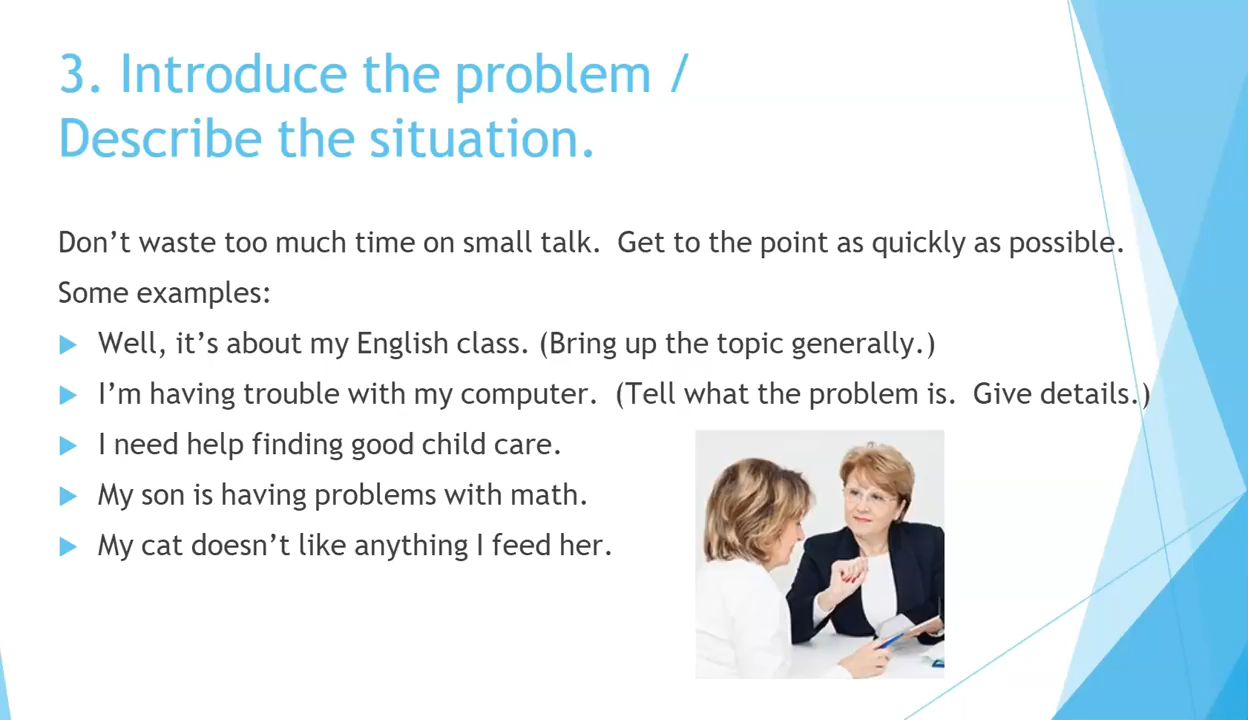 3. Introduce the problem /
Describe the situation.
Don’t waste too much time on small talk.  Get to the point as quickly as possible.
Some examples:
Well, it’s about my English class. (Bring up the topic generally.)
I’m having trouble with my computer.  (Tell what the problem is.  Give details.)
I need help finding good child care.
My son is having problems with math.
My cat doesn’t like anything I feed her.